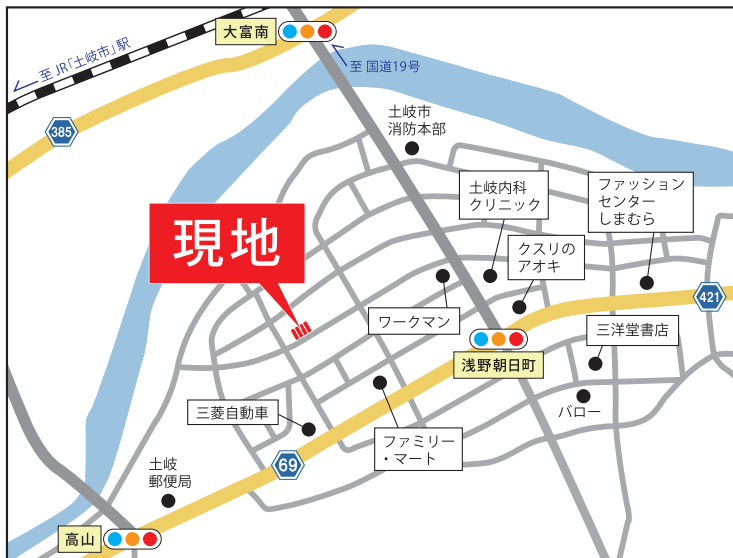 大富南
至 JR「土岐市」駅
至 国道19号
385
土岐市
消防本部
土岐内科
クリニック
ファッション
センター
しまむら
現地
クスリの
アオキ
421
ワークマン
三洋堂書店
浅野朝日町
三菱自動車
ファミリー
・マート
バロー
土岐
郵便局
69
高山